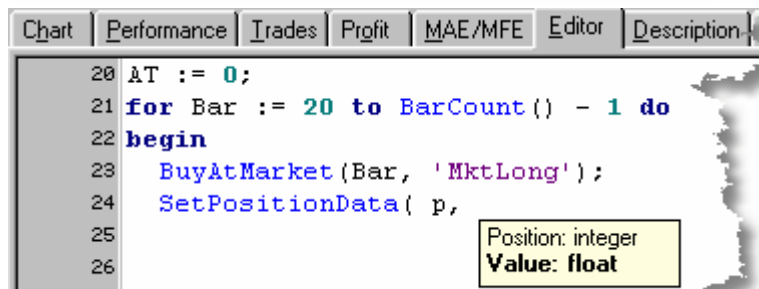 Chart Performance Trades Profit MAE/MFE Editor Description
20 AT := 0;
21 for Bar := 20 to BarCount() - 1 do
22 begin
23 BuyAtMarket(Bar, 'MktLong');
24 SetPositionData( p,
25 Position: integer
26 Value: float